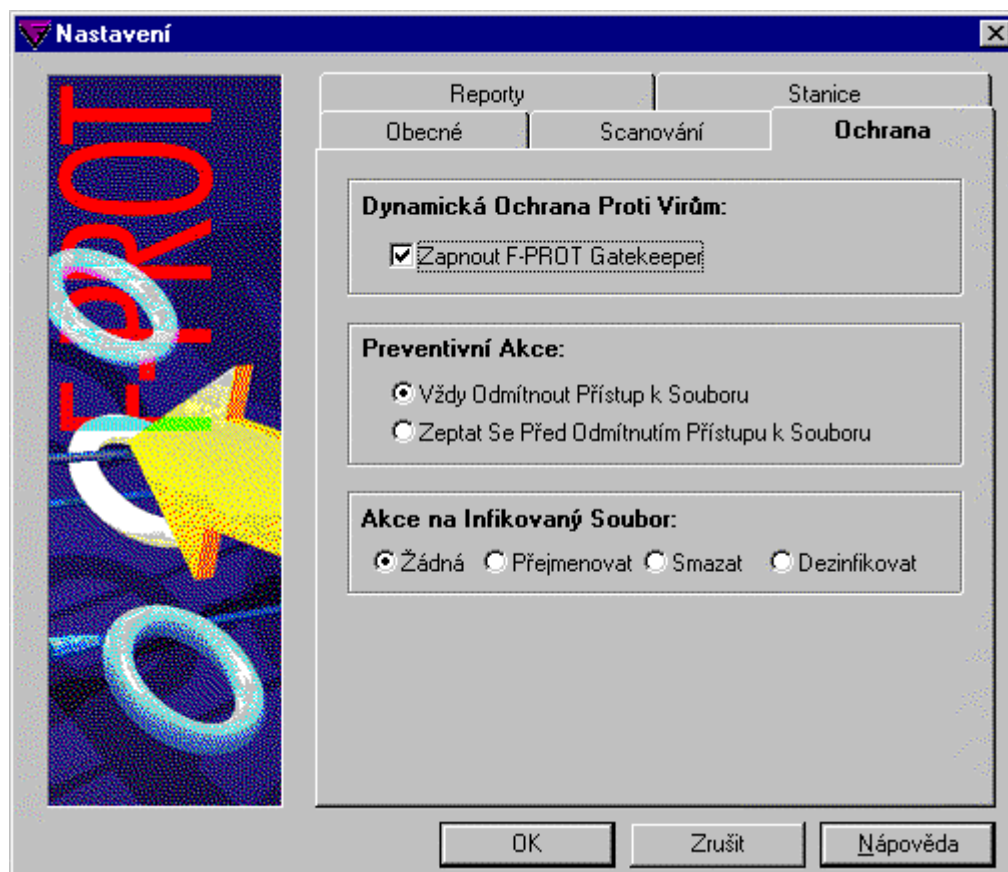 Nastavení
F-PROT
Reporty
Stanice
Obecné
Scanování
Ochrana
Dynamická Ochrana Proti Virům:
Zapnout F-PROT Gatekeeper
Preventivní Akce:
Vždy Odmítnout Přístup k Souboru
Zeptat Se Před Odmítnutím Přístupu k Souboru
Akce na Infikovaný Soubor:
Žádná Přejmenovat Smazat Dezinfikovat
OK Zrušit Nápověda